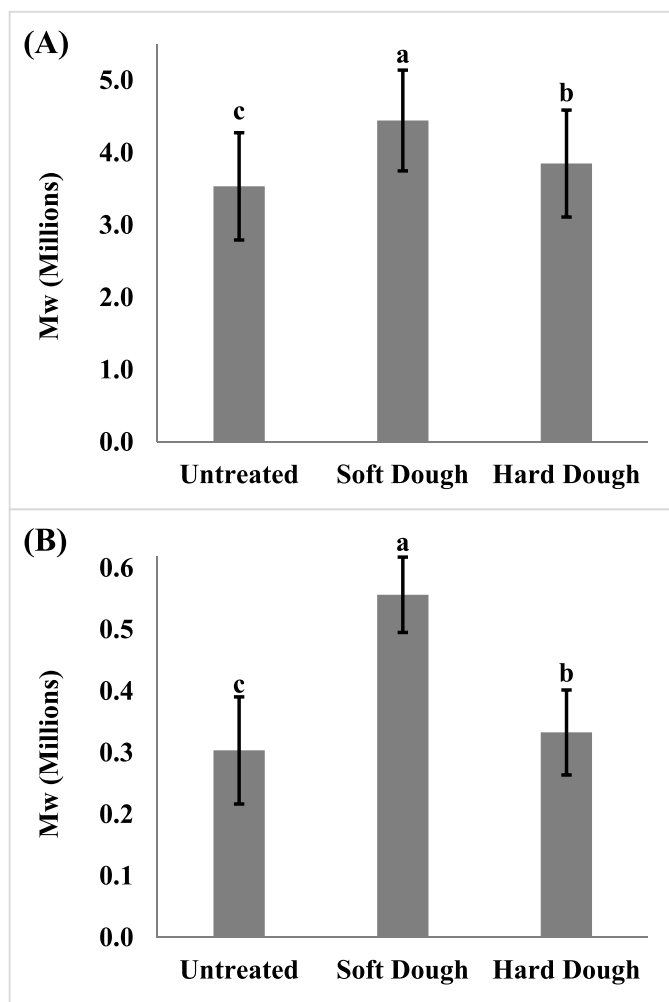 (A)
Mw (Millions)
5.0
4.0
3.0
2.0
1.0
0.0
c
a
b
Untreated Soft Dough Hard Dough
(B)
Mw (Millions)
0.6
0.5
0.4
0.3
0.2
0.1
0.0
c
a
b
Untreated Soft Dough Hard Dough